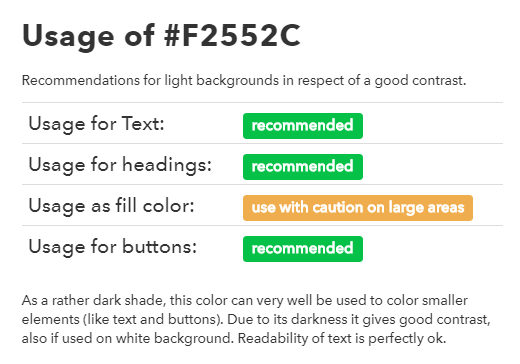 Usage of #F2552C
Recommendations for light backgrounds in respect of a good contrast.
Usage for Text: recommended
Usage for headings: recommended
Usage as fill color: use with caution on large areas
Usage for buttons: recommended
As a rather dark shade, this color can very well be used to color smaller
elements (like text and buttons). Due to its darkness it gives good contrast,
also if used on white background. Readability of text is perfectly ok.